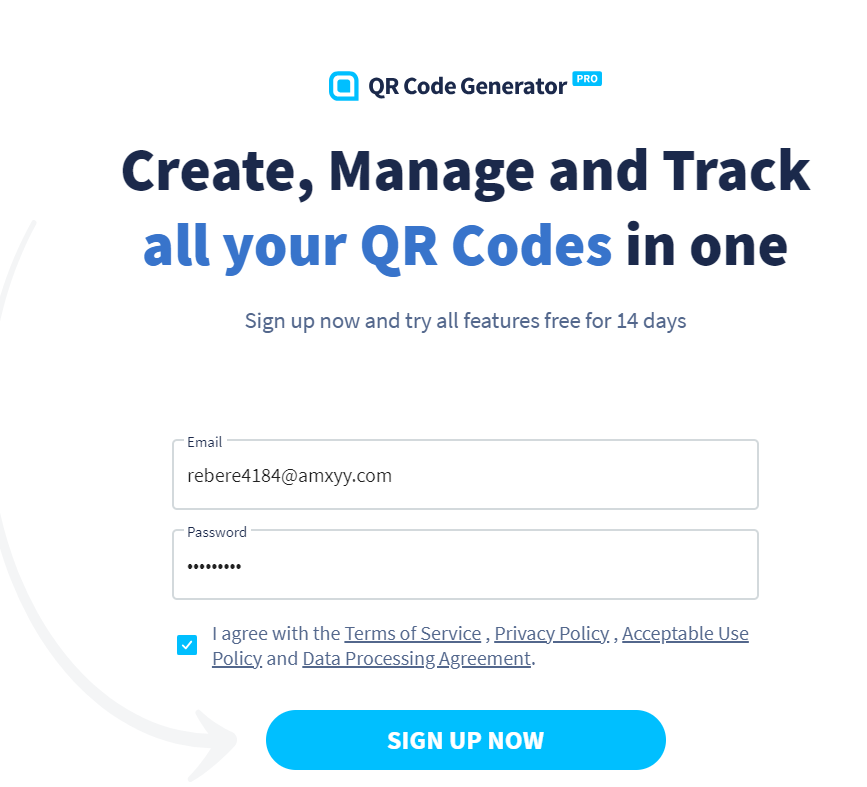 QR Code Generator PRO
Create, Manage and Track
all your QR Codes in one
Sign up now and try all features free for 14 days
Email
rebere4184@amxyy.com
Password
•••••••••
I agree with the Terms of Service , Privacy Policy , Acceptable Use
Policy and Data Processing Agreement.
SIGN UP NOW